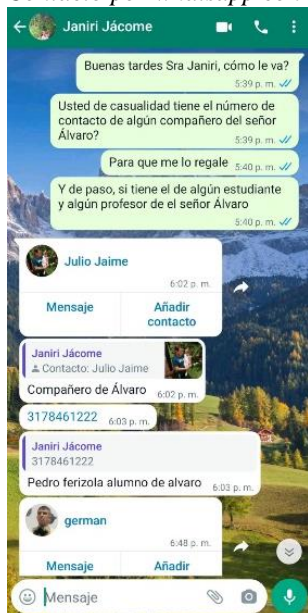 Janiri Jácome
Buenas tardes Sra Janiri, cómo le va?
5:39 p. m.
Usted de casualidad tiene el número de
contacto de algún compañero del señor
Álvaro?
5:39 p. m.
Para que me lo regale 5:40 p. m.
Y de paso, si tiene el de algún estudiante
y algún profesor de el señor Álvaro
5:40 p. m.
Julio Jaime
6:02 p. m.
Mensaje Añadir
contacto
Janiri Jácome
Contacto: Julio Jaime
Compañero de Álvaro 6:02 p. m.
3178461222 6:03 p. m.
Janiri Jácome
3178461222
Pedro ferizola alumno de alvaro 6:03 p. m.
german
6:48 p. m.
Mensaje Añadir
Mensaje